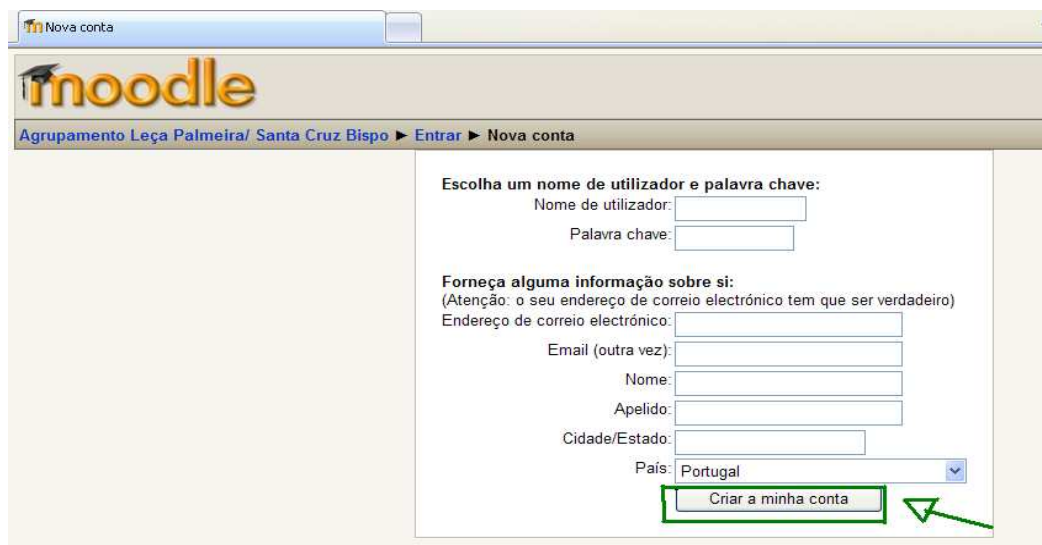 Nova conta
moodle
Agrupamento Leça Palmeira/ Santa Cruz Bispo ► Entrar ► Nova conta
Escolha um nome de utilizador e palavra chave:
Nome de utilizador:
Palavra chave:
Forneça alguma informação sobre si:
(Atenção: o seu endereço de correio electrónico tem que ser verdadeiro)
Endereço de correio electrónico:
Email (outra vez):
Nome:
Apelido:
Cidade/Estado:
País: Portugal
Criar a minha conta